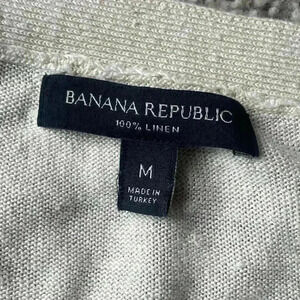 BANANA REPUBLIC
100% LINEN
M
MADE IN
TURKEY